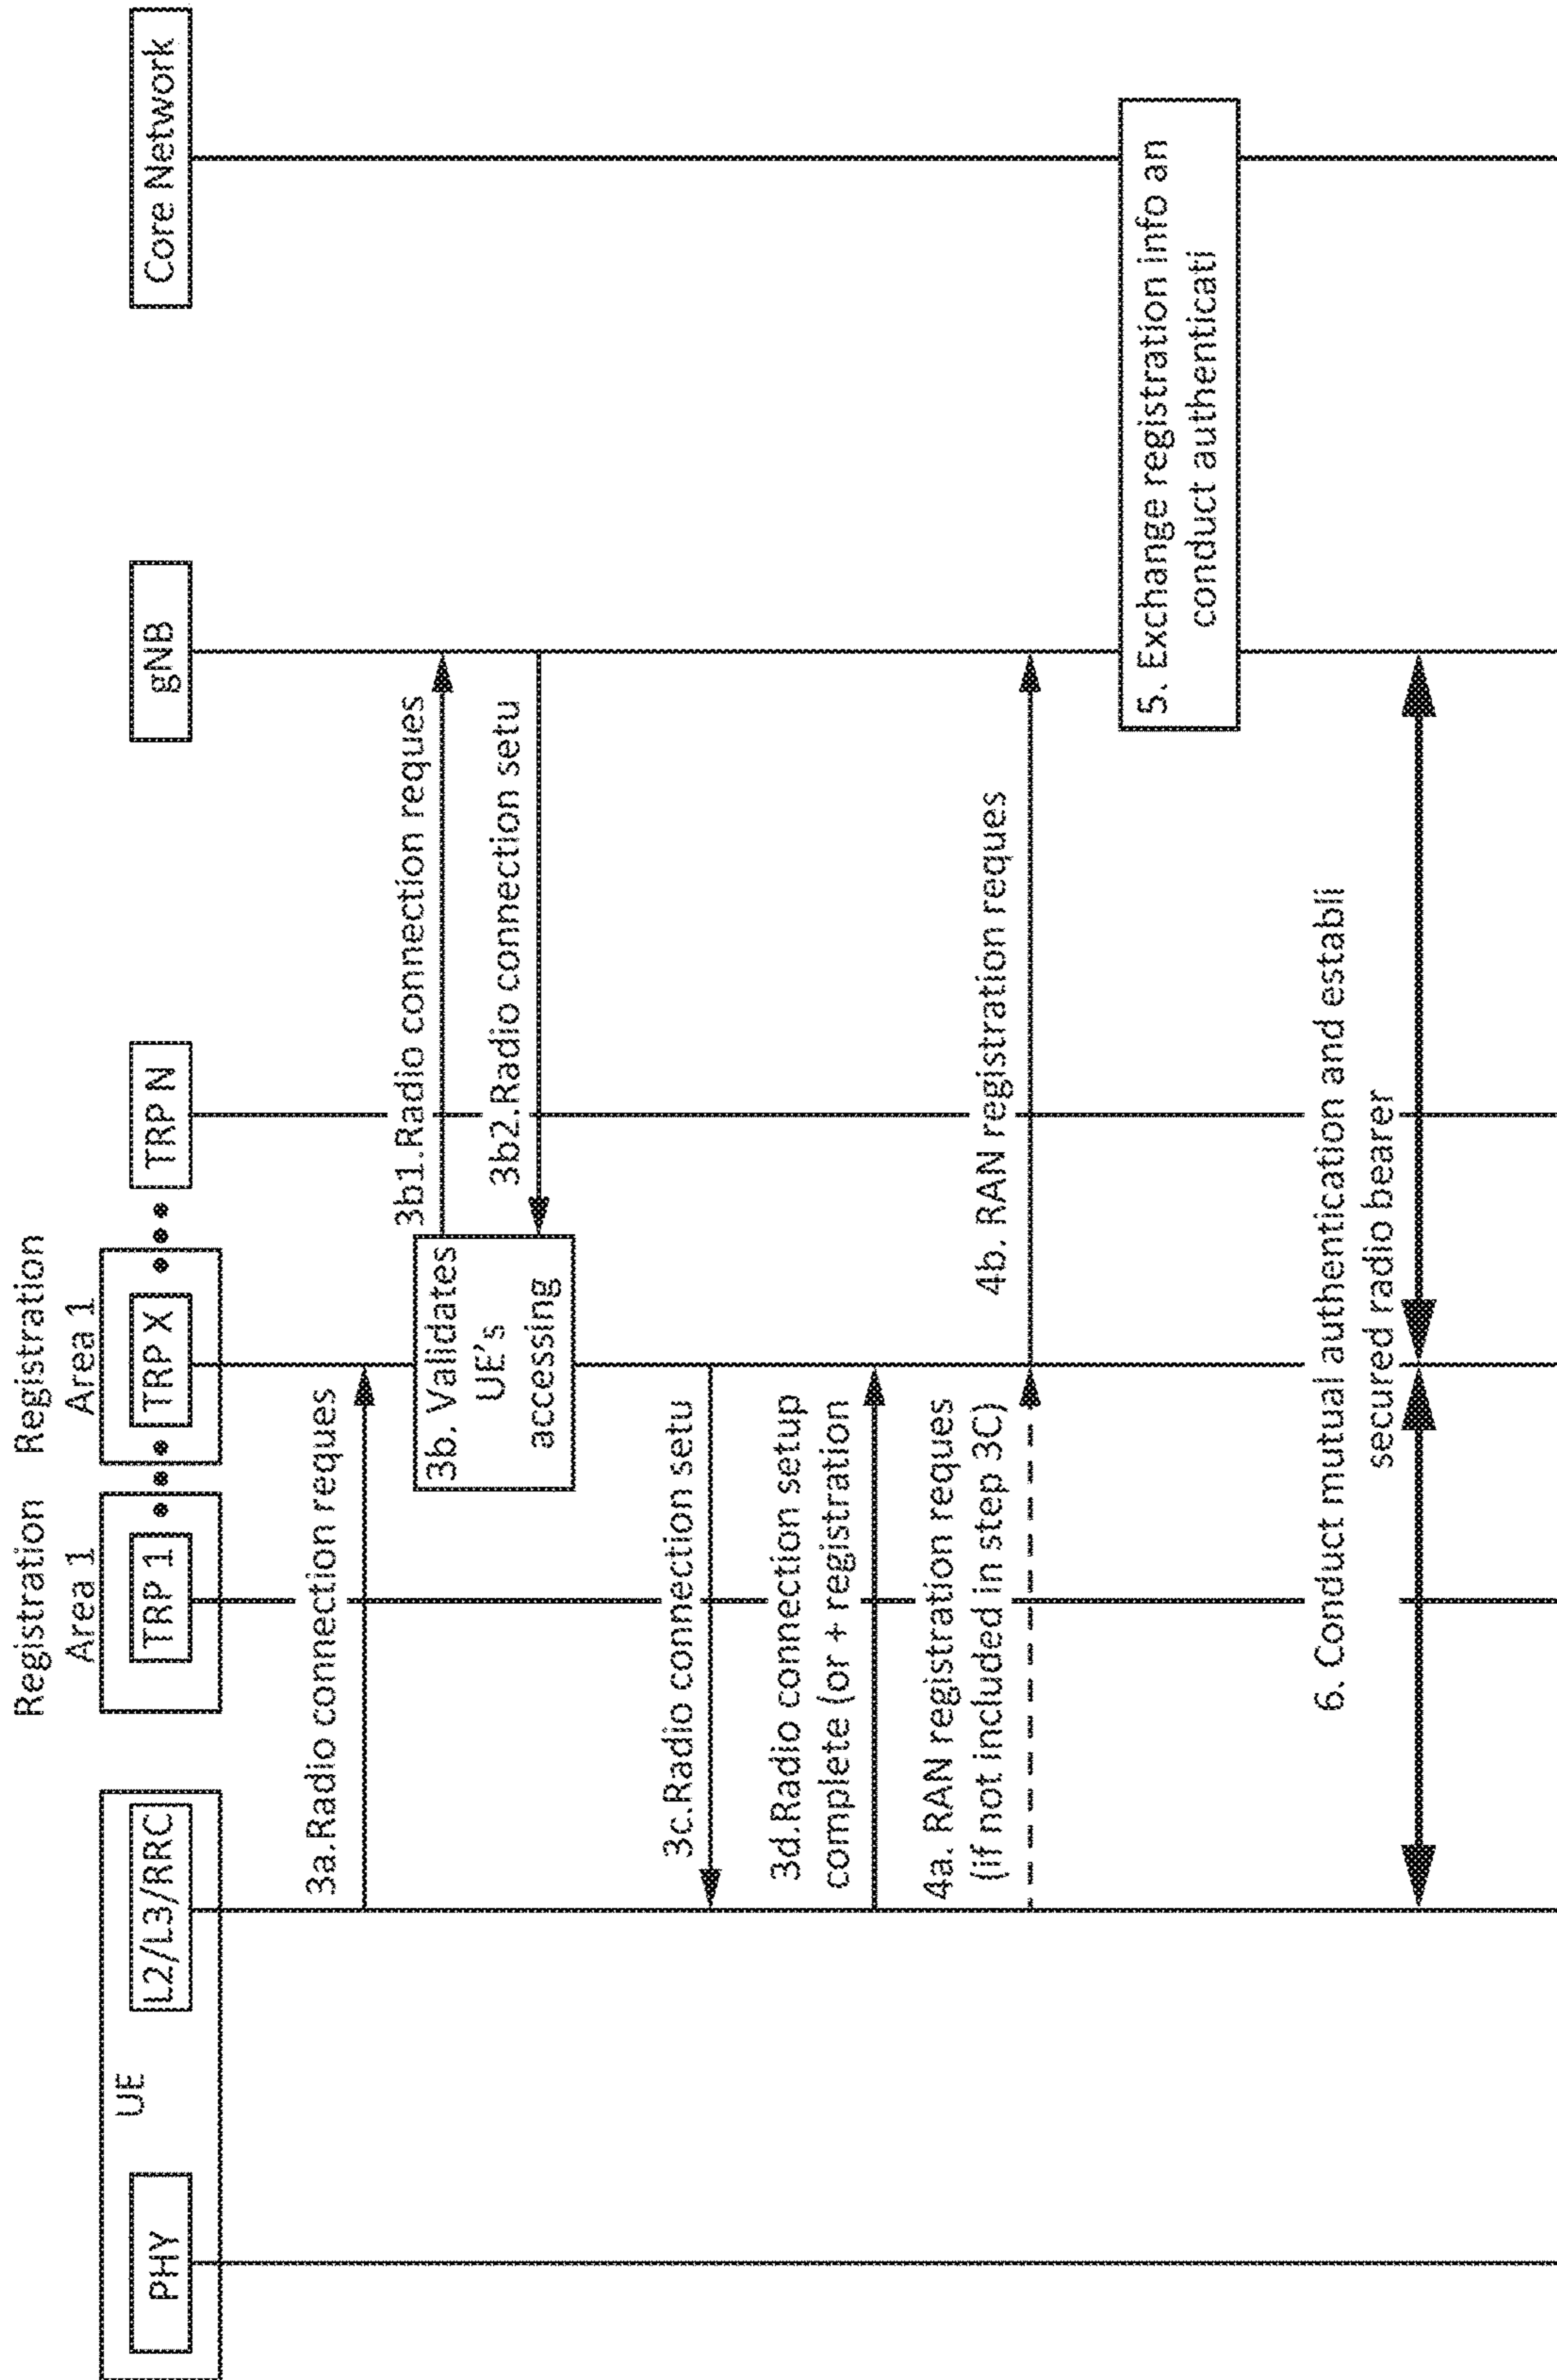 Registration
Area 1
Registration
Area 1
UE
PHY
L2/L3/RRC
TRP 1
TRP X
TRP N
gNB
Core Network
3a.Radio connection reques
3b1.Radio connection reques
3b. Validates
UE's
accessing
3b2.Radio connection setu
3c.Radio connection setu
3d.Radio connection setup
complete (or + registration
4a. RAN registration reques
(if not included in step 3C)
4b. RAN registration reques
5. Exchange registration info an
conduct authenticati
6. Conduct mutual authentication and establi
secured radio bearer